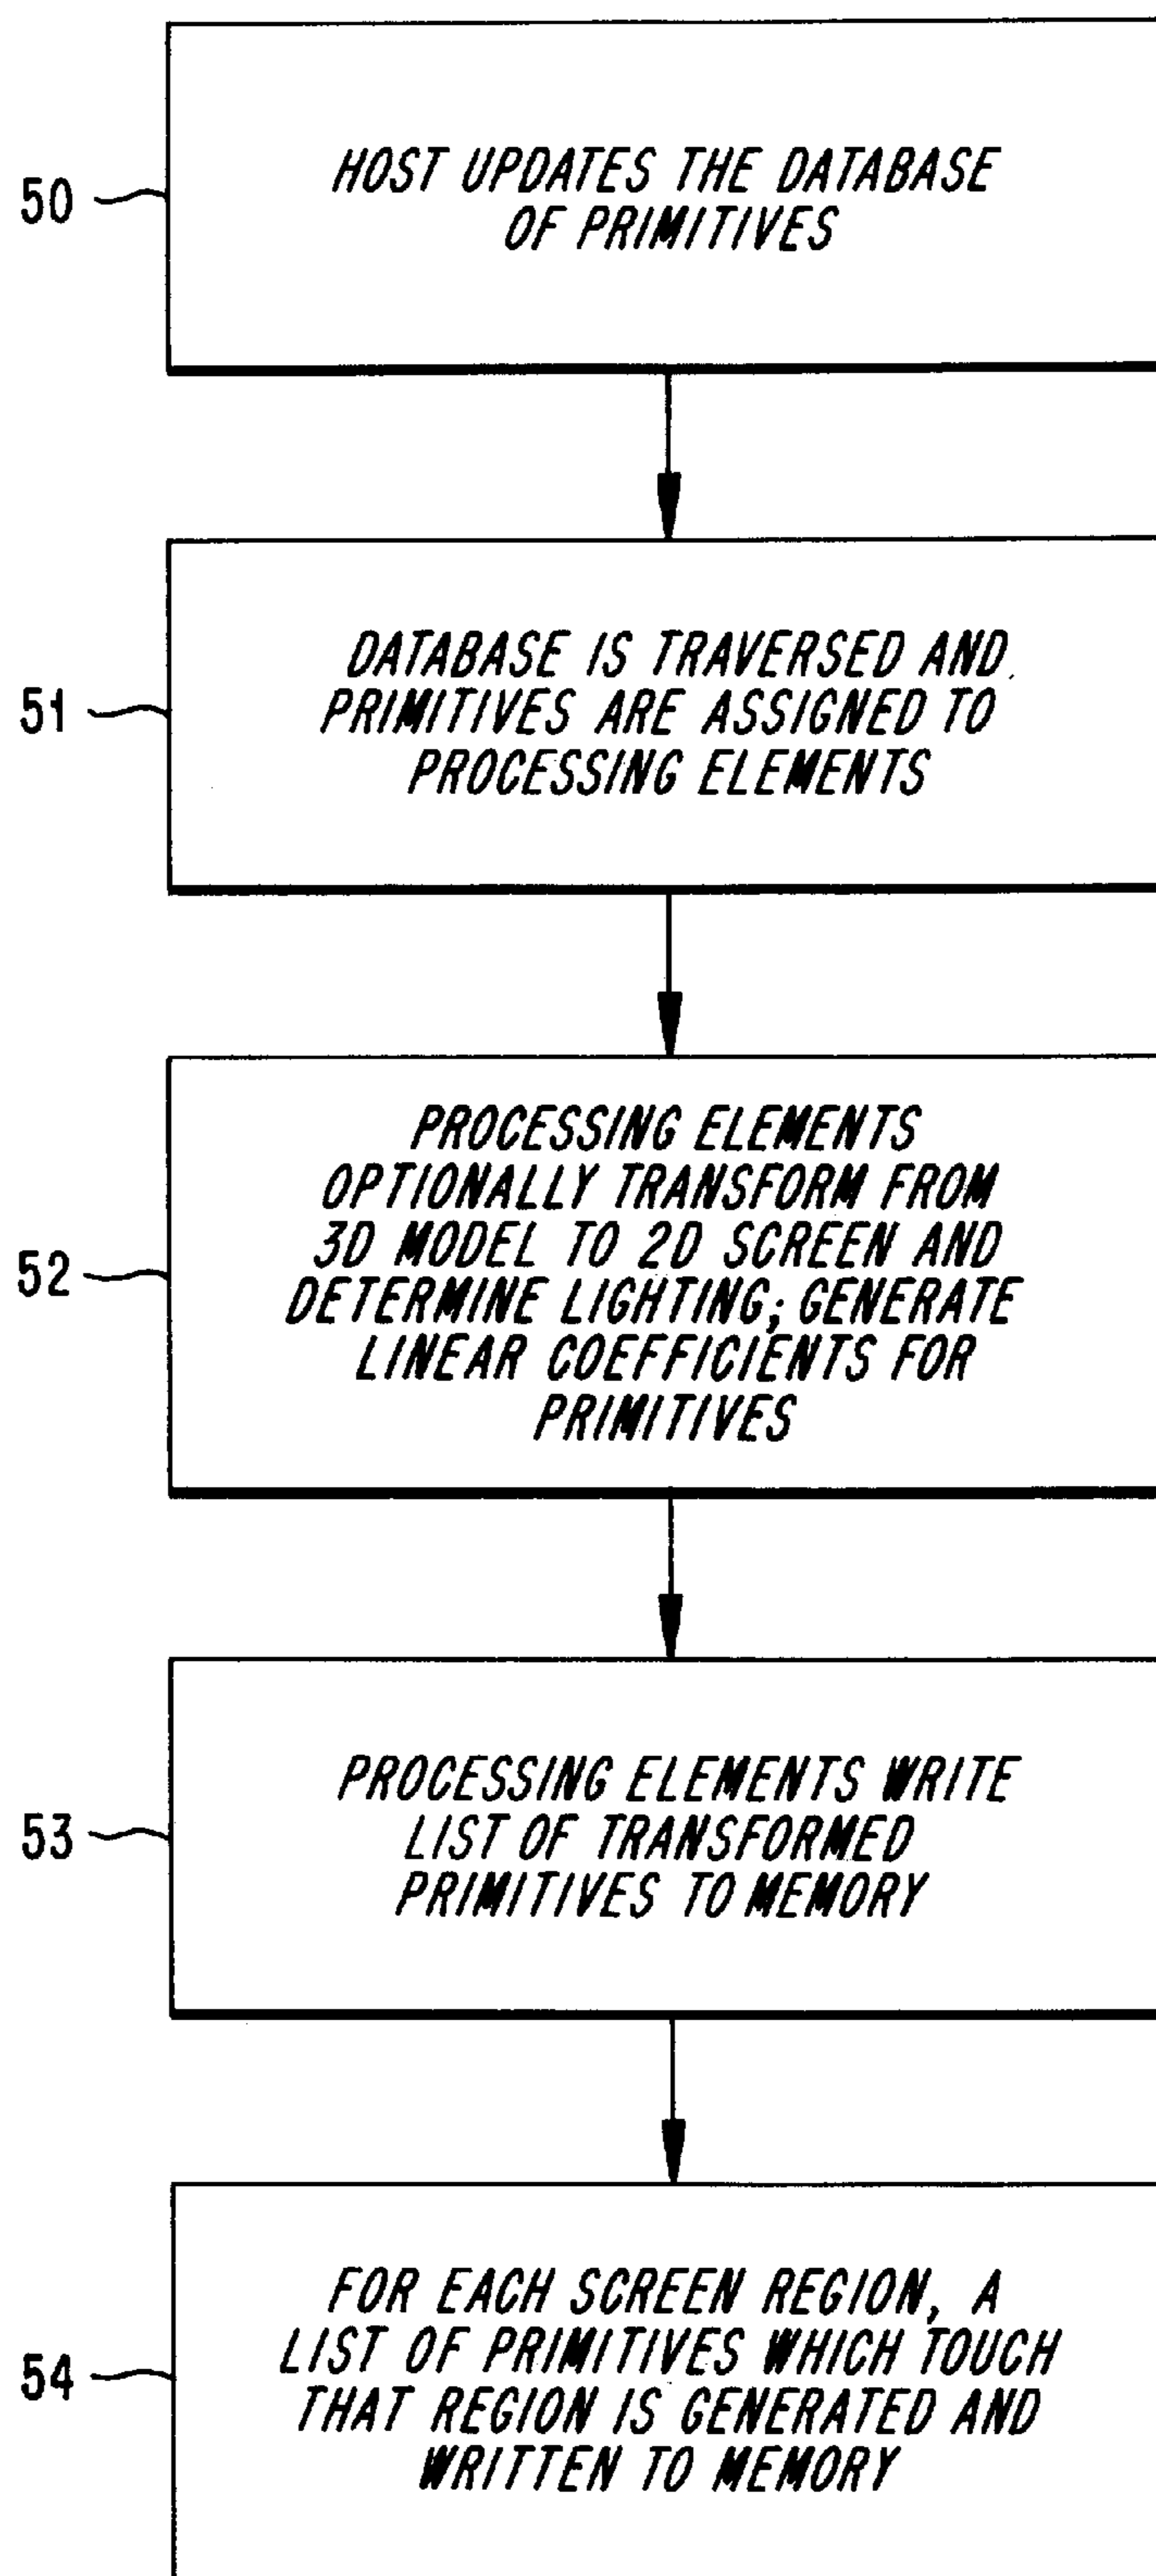 50
HOST UPDATES THE DATABASE
OF PRIMITIVES
51
DATABASE IS TRAVERSED AND
PRIMITIVES ARE ASSIGNED TO
PROCESSING ELEMENTS
52
PROCESSING ELEMENTS
OPTIONALLY TRANSFORM FROM
3D MODEL TO 2D SCREEN AND
DETERMINE LIGHTING; GENERATE
LINEAR COEFFICIENTS FOR
PRIMITIVES
53
PROCESSING ELEMENTS WRITE
LIST OF TRANSFORMED
PRIMITIVES TO MEMORY
54
FOR EACH SCREEN REGION, A
LIST OF PRIMITIVES WHICH TOUCH
THAT REGION IS GENERATED AND
WRITTEN TO MEMORY